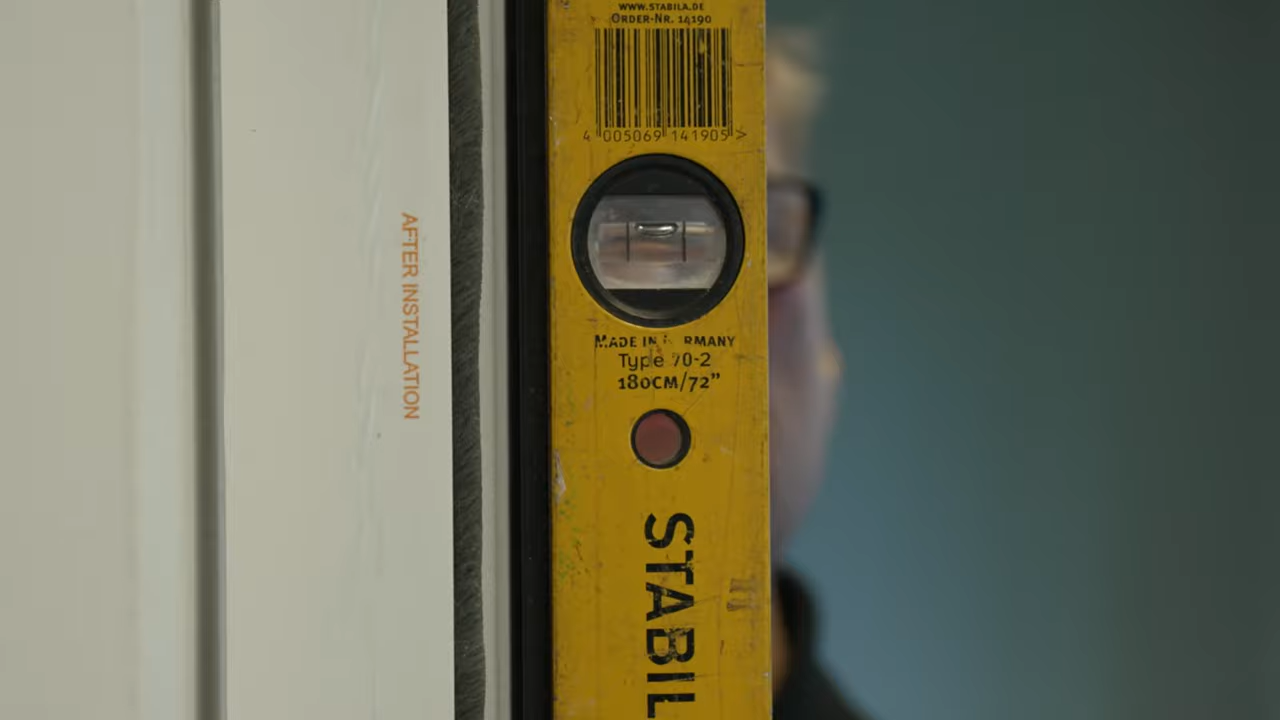 WWW.STABILA.DE
ORDER-NR. 14190
4 005069 141905 >
AFTER INSTALLATION
MADE IN
Type 70-2
180CM/72"
STABIL